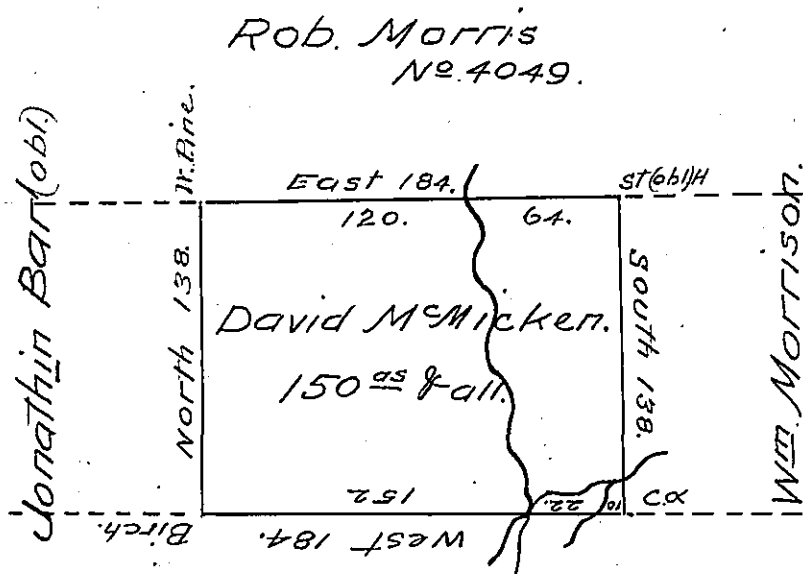 Rob. Morris
Nº. 4049.
Jonathin Bar (obl.)
W. Pine.
East 184.
St (obl) H
120.
64.
North 138.
David McMicken.
150 as & all.
South 138.
Wm. Morrison.
152
22.
10
C.
Birch.
West 184.